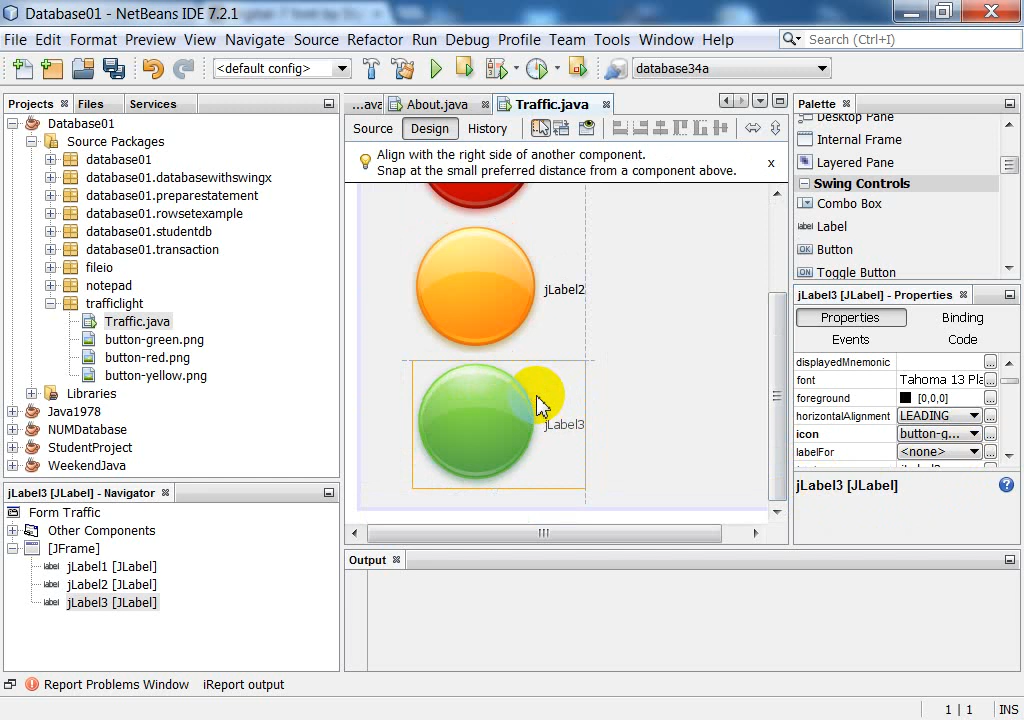 Database01 - NetBeans IDE 7.2.1
File Edit Format Preview View Navigate Source Refactor Run Debug Profile Team Tools Window Help
Search (Ctrl+I)
<default config>
database34a
Projects Files Services
Database01
Source Packages
database01
database01.databasewithswingx
database01.preparestatement
database01.rowsetexample
database01.studentdb
database01.transaction
fileio
notepad
trafficlight
Traffic.java
button-green.png
button-red.png
button-yellow.png
Libraries
Java1978
NUMDatabase
StudentProject
WeekendJava
jLabel3 [JLabel] - Navigator
Form Traffic
Other Components
[JFrame]
label jLabel1 [JLabel]
label jLabel2 [JLabel]
label jLabel3 [JLabel]
...ava About.java Traffic.java
Source Design History
Align with the right side of another component.
Snap at the small preferred distance from a component above.
x
jLabel2
jLabel3
Output
Palette
Desktop Pane
Internal Frame
Layered Pane
Swing Controls
Combo Box
label Label
OK Button
ON Toggle Button
jLabel3 [JLabel] - Properties
Properties Binding
Events Code
displayedMnemonic ...
font Tahoma 13 Pla ...
foreground [0,0,0] ...
horizontalAlignment LEADING ...
icon button-g... ...
labelFor <none> ...
jLabel3 [JLabel]
Report Problems Window iReport output
1 | 1 INS